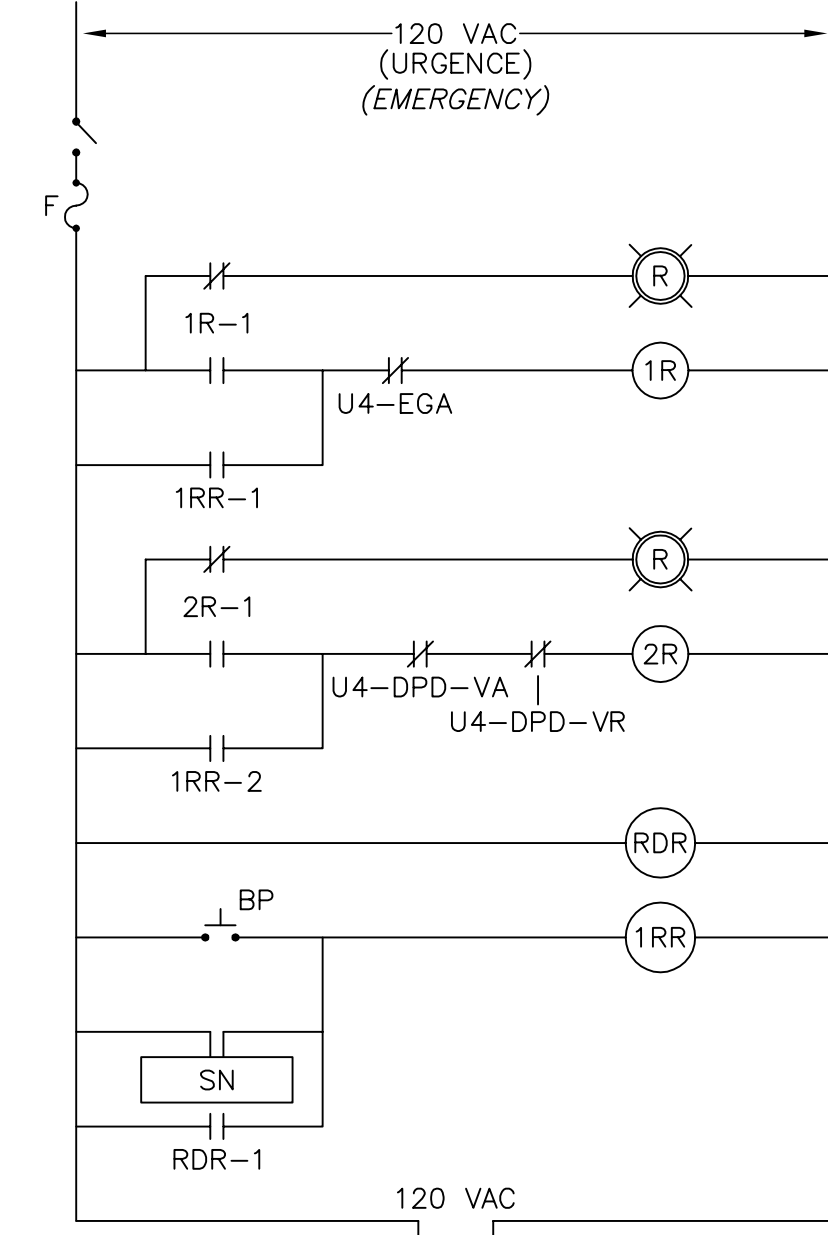 120 VAC
(URGENCE)
(EMERGENCY)
F
R
1R-1
1R
U4-EGA
1RR-1
R
2R-1
2R
U4-DPD-VA
U4-DPD-VR
1RR-2
RDR
BP
1RR
SN
RDR-1
120 VAC